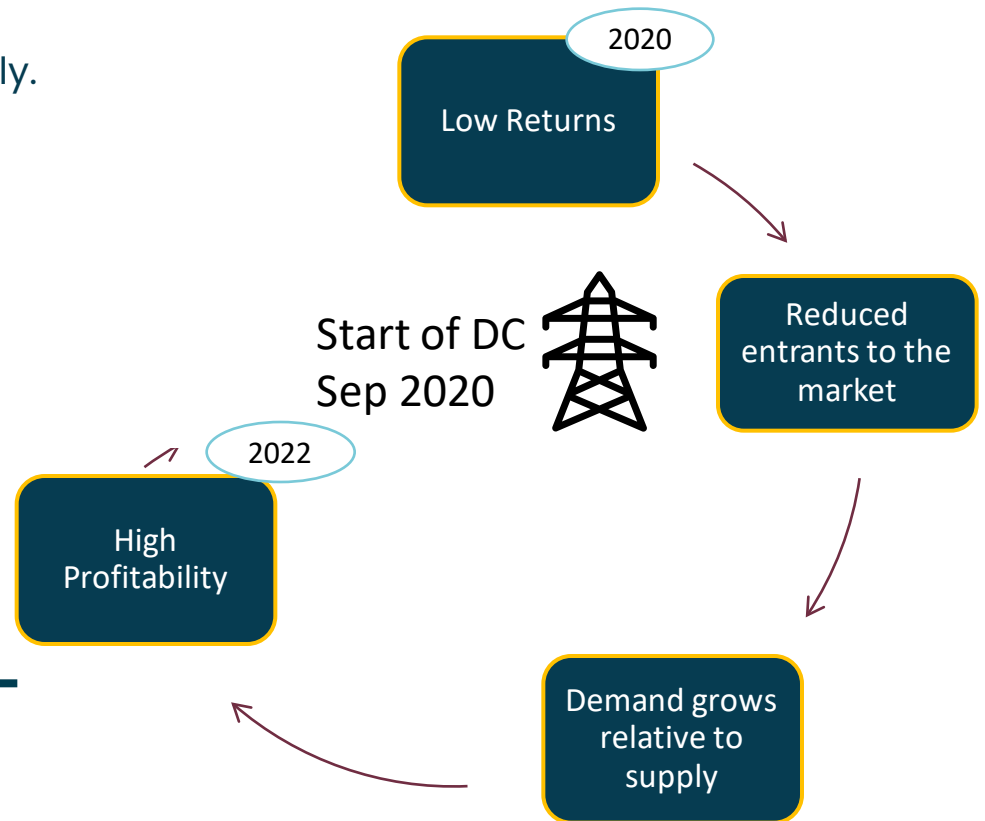 2020
ly.
Low Returns
Reduced
entrants to the
market
Start of DC
Sep 2020
2022
High
Profitability
Demand grows
relative to
supply